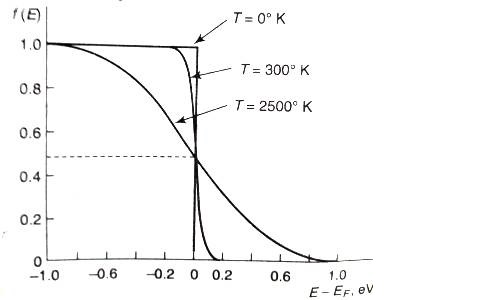 f(E)
T = 0° K
1.0
T = 300° K
0.8
T = 2500° K
0.6
0.4
0.2
0
−1.0 −0.6 −0.2 0 0.2 0.6 1.0
E − E_F, eV